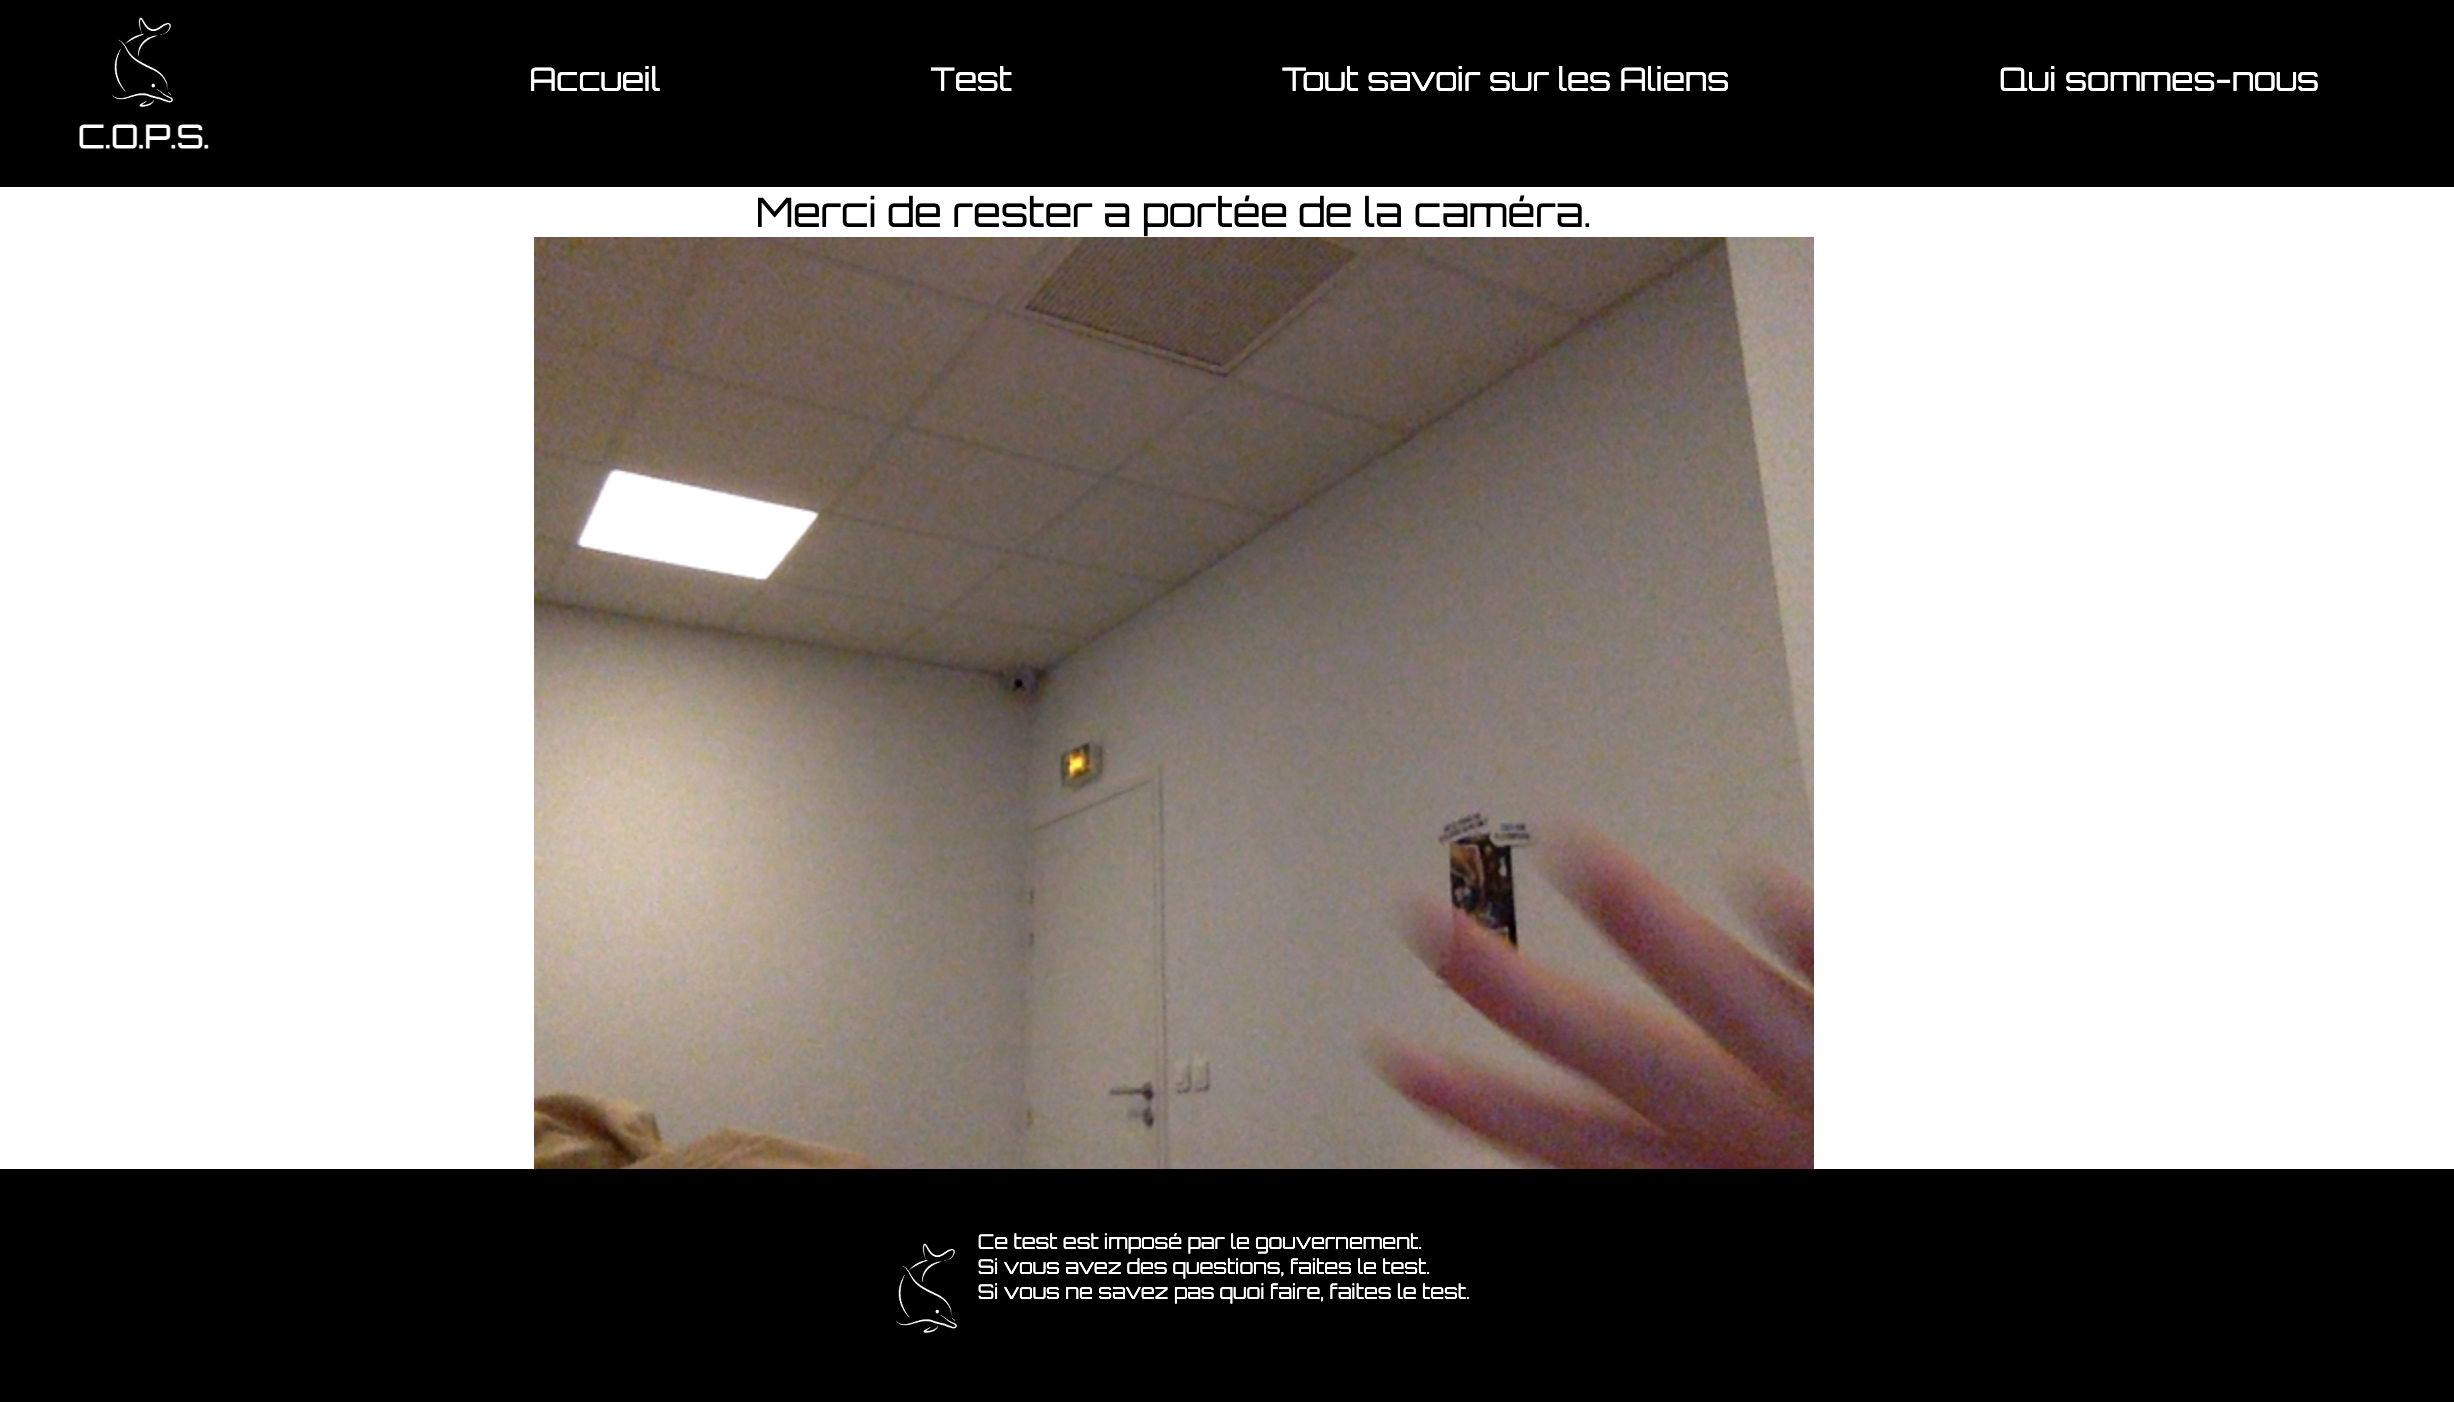 C.O.P.S.
Accueil
Test
Tout savoir sur les Aliens
Qui sommes-nous
Merci de rester a portée de la caméra.
Ce test est imposé par le gouvernement.
Si vous avez des questions, faites le test.
Si vous ne savez pas quoi faire, faites le test.